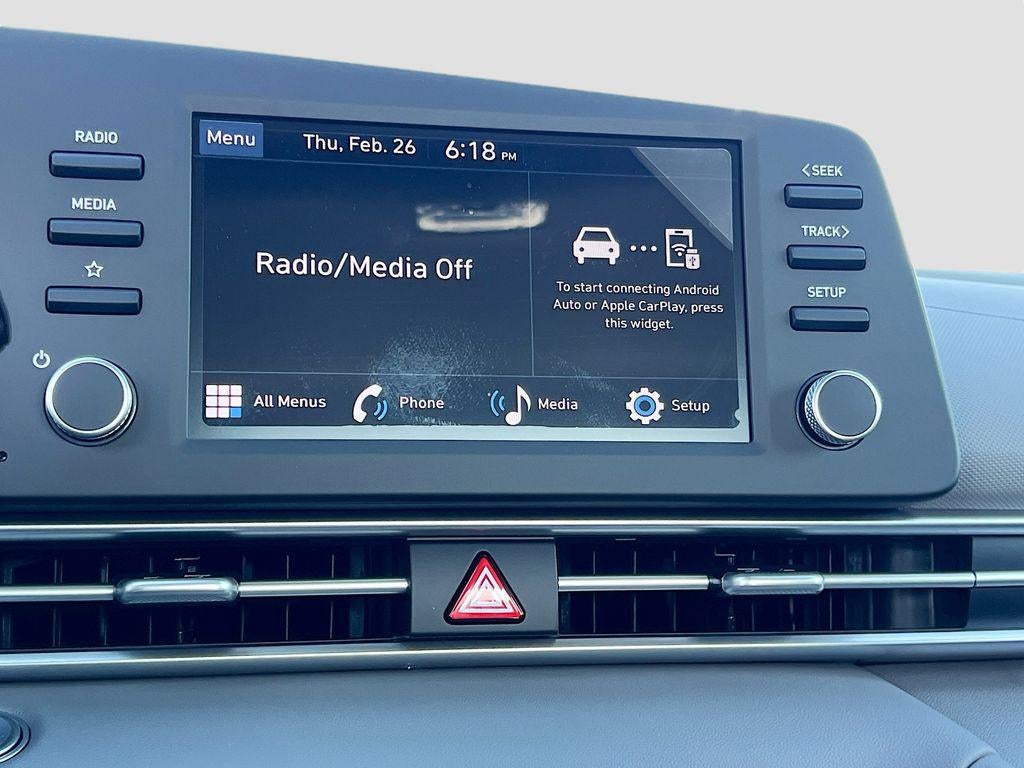 RADIO
MEDIA
Menu
Thu, Feb. 26
6:18 PM
Radio/Media Off
To start connecting Android
Auto or Apple CarPlay, press
this widget.
All Menus
Phone
Media
Setup
<SEEK
TRACK>
SETUP